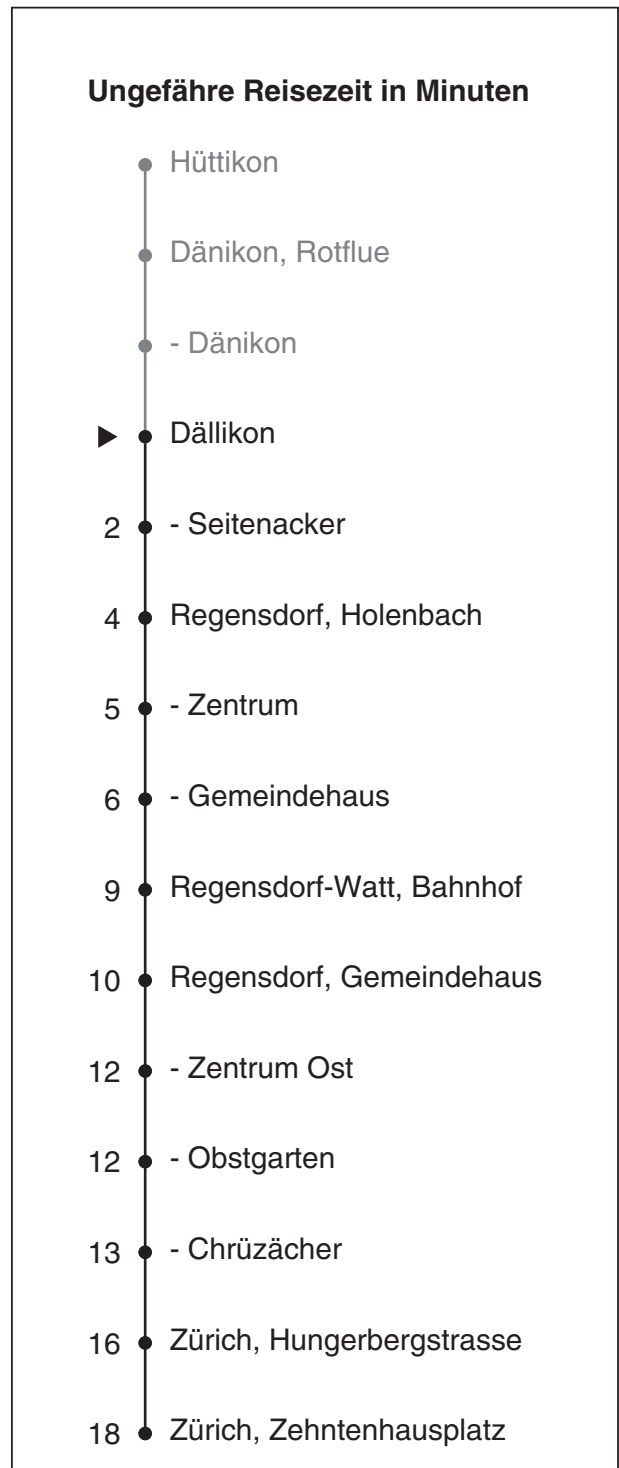 Ungefähre Reisezeit in Minuten
Hüttikon
Dänikon, Rotflue
- Dänikon
Dällikon
2 - Seitenacker
4 Regensdorf, Holenbach
5 - Zentrum
6 - Gemeindehaus
9 Regensdorf-Watt, Bahnhof
10 Regensdorf, Gemeindehaus
12 - Zentrum Ost
12 - Obstgarten
13 - Chrüzächer
16 Zürich, Hungerbergstrasse
18 Zürich, Zehntenhausplatz